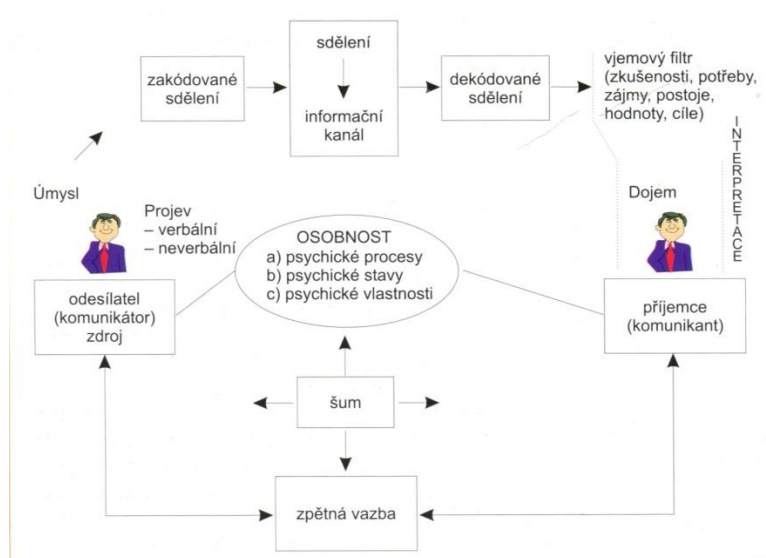 zakódované
sdělení
sdělení
informační
kanál
dekódované
sdělení
vjemový filtr
(zkušenosti, potřeby,
zájmy, postoje,
hodnoty, cíle)
INTERPRETACE
Úmysl
Projev
– verbální
– neverbální
OSOBNOST
a) psychické procesy
b) psychické stavy
c) psychické vlastnosti
Dojem
odesílatel
(komunikátor)
zdroj
příjemce
(komunikant)
šum
zpětná vazba